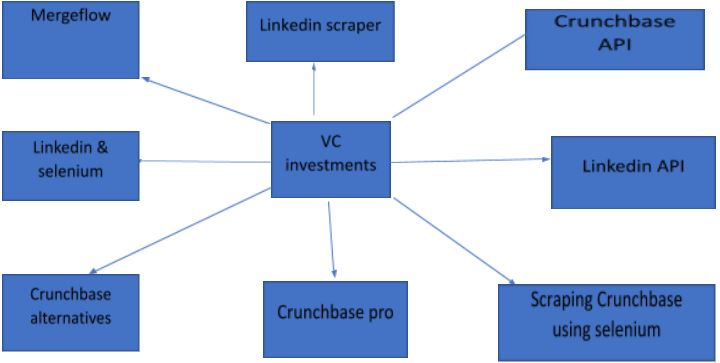 Mergeflow
Linkedin scraper
Crunchbase
API
Linkedin &
selenium
VC
investments
Linkedin API
Crunchbase
alternatives
Crunchbase pro
Scraping Crunchbase
using selenium